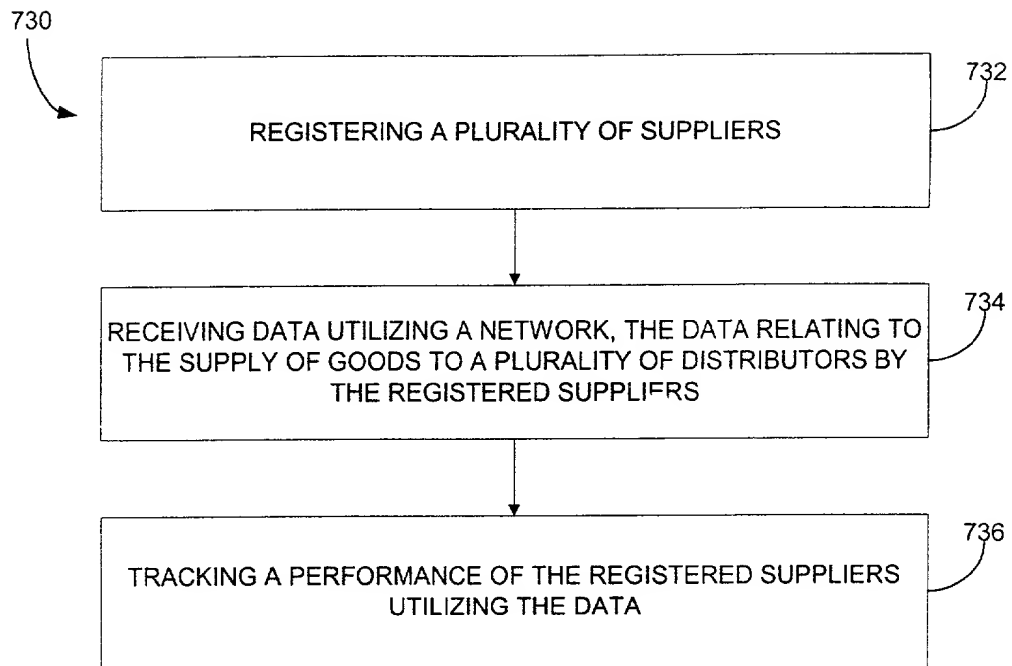 730
732
REGISTERING A PLURALITY OF SUPPLIERS
734
RECEIVING DATA UTILIZING A NETWORK, THE DATA RELATING TO
THE SUPPLY OF GOODS TO A PLURALITY OF DISTRIBUTORS BY
THE REGISTERED SUPPLIERS
736
TRACKING A PERFORMANCE OF THE REGISTERED SUPPLIERS
UTILIZING THE DATA